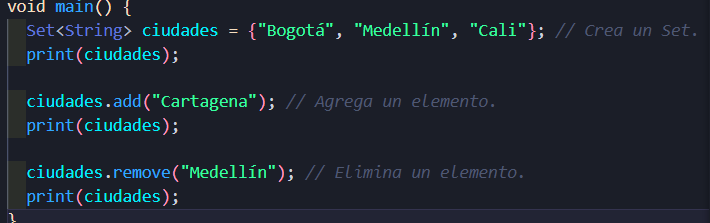 void main() {
  Set<String> ciudades = {"Bogotá", "Medellín", "Cali"}; // Crea un Set.
  print(ciudades);

  ciudades.add("Cartagena"); // Agrega un elemento.
  print(ciudades);

  ciudades.remove("Medellín"); // Elimina un elemento.
  print(ciudades);
}